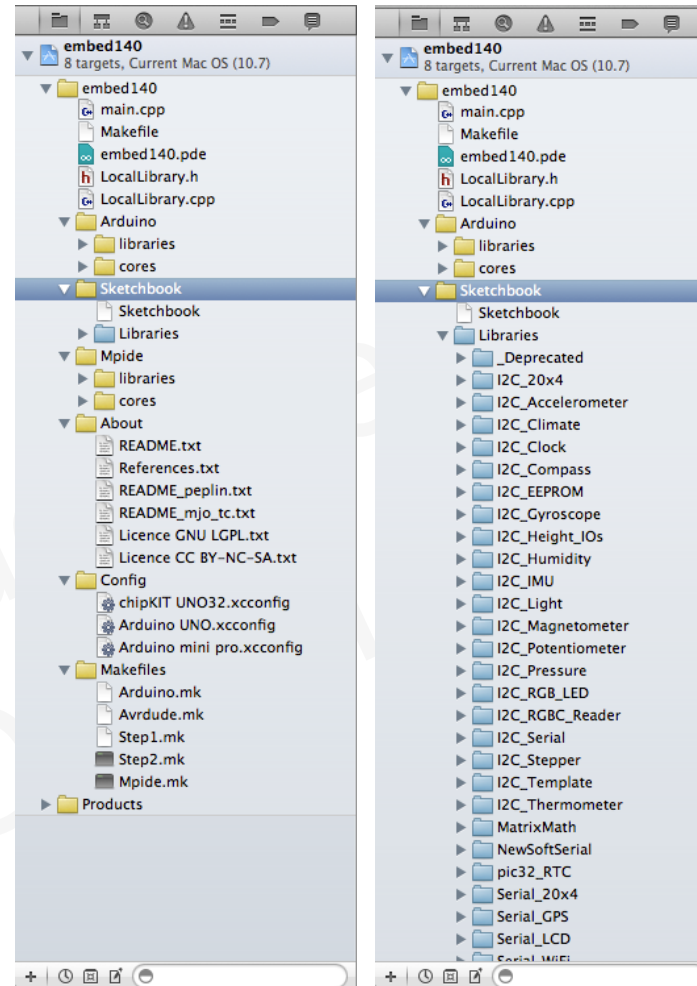 embed140
8 targets, Current Mac OS (10.7)
embed140
main.cpp
Makefile
embed140.pde
LocalLibrary.h
LocalLibrary.cpp
Arduino
libraries
cores
Sketchbook
Sketchbook
Libraries
Mpide
libraries
cores
About
README.txt
References.txt
README_peplin.txt
README_mjo_tc.txt
Licence GNU LGPL.txt
Licence CC BY-NC-SA.txt
Config
chipKIT UNO32.xcconfig
Arduino UNO.xcconfig
Arduino mini pro.xcconfig
Makefiles
Arduino.mk
Avrdude.mk
Step1.mk
Step2.mk
Mpide.mk
Products
embed140
8 targets, Current Mac OS (10.7)
embed140
main.cpp
Makefile
embed140.pde
LocalLibrary.h
LocalLibrary.cpp
Arduino
libraries
cores
Sketchbook
Sketchbook
Libraries
_Deprecated
I2C_20x4
I2C_Accelerometer
I2C_Climate
I2C_Clock
I2C_Compass
I2C_EEPROM
I2C_Gyroscope
I2C_Height_IOs
I2C_Humidity
I2C_IMU
I2C_Light
I2C_Magnetometer
I2C_Potentiometer
I2C_Pressure
I2C_RGB_LED
I2C_RGBC_Reader
I2C_Serial
I2C_Stepper
I2C_Template
I2C_Thermometer
MatrixMath
NewSoftSerial
pic32_RTC
Serial_20x4
Serial_GPS
Serial_LCD
Serial_WiFi